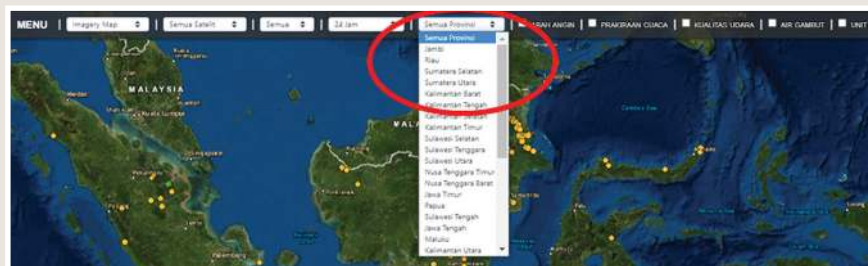 MENU | Imagery Map | Semua Satelit | Semua | 24 Jam | Semua Provinsi | ARAH ANGIN | PRAKIRAAN CUACA | KUALITAS UDARA | AIR GAMBUT | UNIT
Semua Provinsi
Jambi
Riau
Sumatera Selatan
Sumatera Utara
Kalimantan Barat
Kalimantan Tengah
Kalimantan Selatan
Kalimantan Timur
Sulawesi Selatan
Sulawesi Tenggara
Sulawesi Utara
Nusa Tenggara Timur
Nusa Tenggara Barat
Jawa Timur
Papua
Sulawesi Tengah
Jawa Tengah
Maluku
Kalimantan Utara
MALAYSIA
Kuala Lumpur
Singapore
Palembang